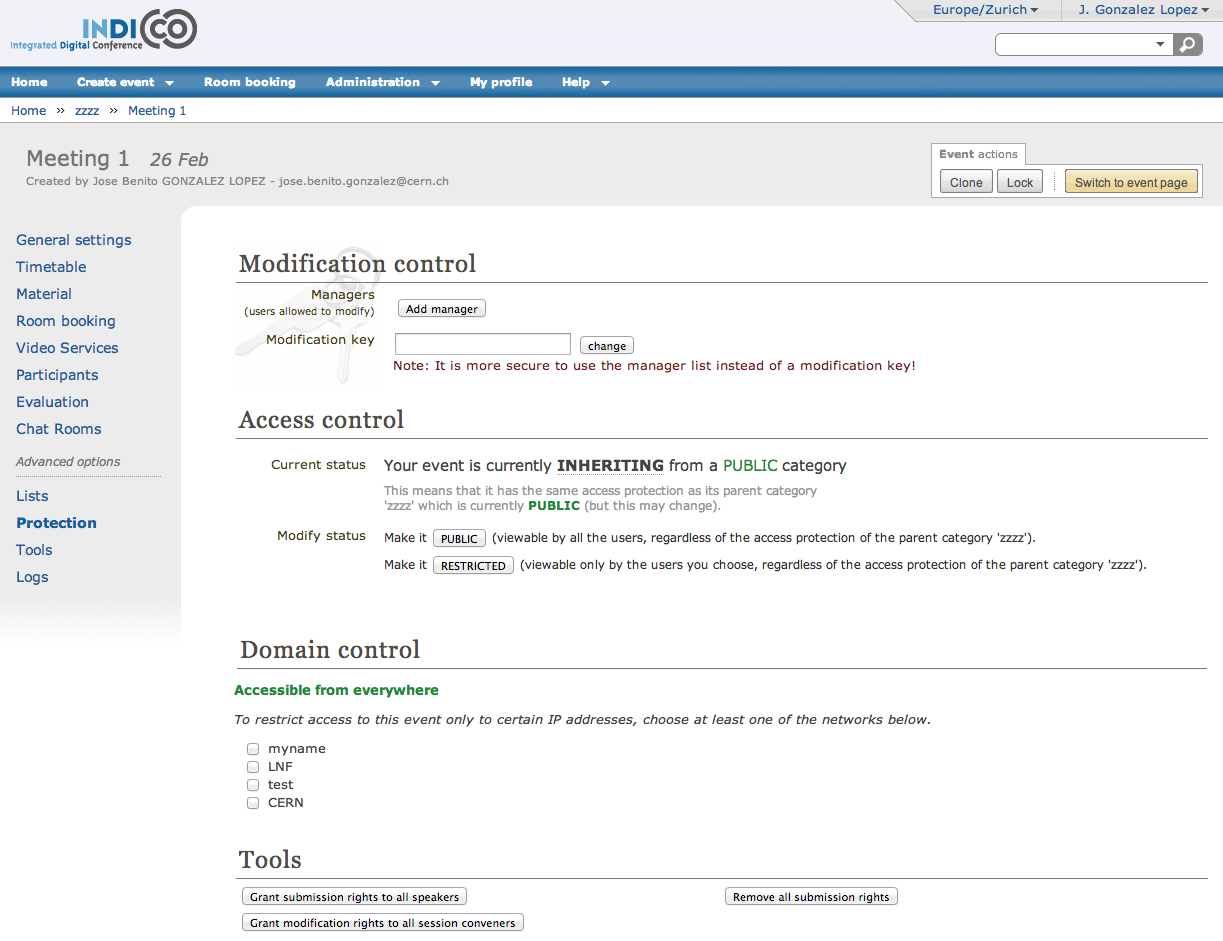 Europe/Zurich
J. Gonzalez Lopez
INDICO
Integrated Digital Conference
Home Create event Room booking Administration My profile Help
Home » zzzz » Meeting 1
Meeting 1 26 Feb
Created by Jose Benito GONZALEZ LOPEZ - jose.benito.gonzalez@cern.ch
Event actions
Clone Lock Switch to event page
General settings
Timetable
Material
Room booking
Video Services
Participants
Evaluation
Chat Rooms
Advanced options
Lists
Protection
Tools
Logs
Modification control
Managers
(users allowed to modify)
Add manager
Modification key
change
Note: It is more secure to use the manager list instead of a modification key!
Access control
Current status Your event is currently INHERITING from a PUBLIC category
This means that it has the same access protection as its parent category
'zzzz' which is currently PUBLIC (but this may change).
Modify status Make it PUBLIC (viewable by all the users, regardless of the access protection of the parent category 'zzzz').
Make it RESTRICTED (viewable only by the users you choose, regardless of the access protection of the parent category 'zzzz').
Domain control
Accessible from everywhere
To restrict access to this event only to certain IP addresses, choose at least one of the networks below.
myname
LNF
test
CERN
Tools
Grant submission rights to all speakers Remove all submission rights
Grant modification rights to all session conveners